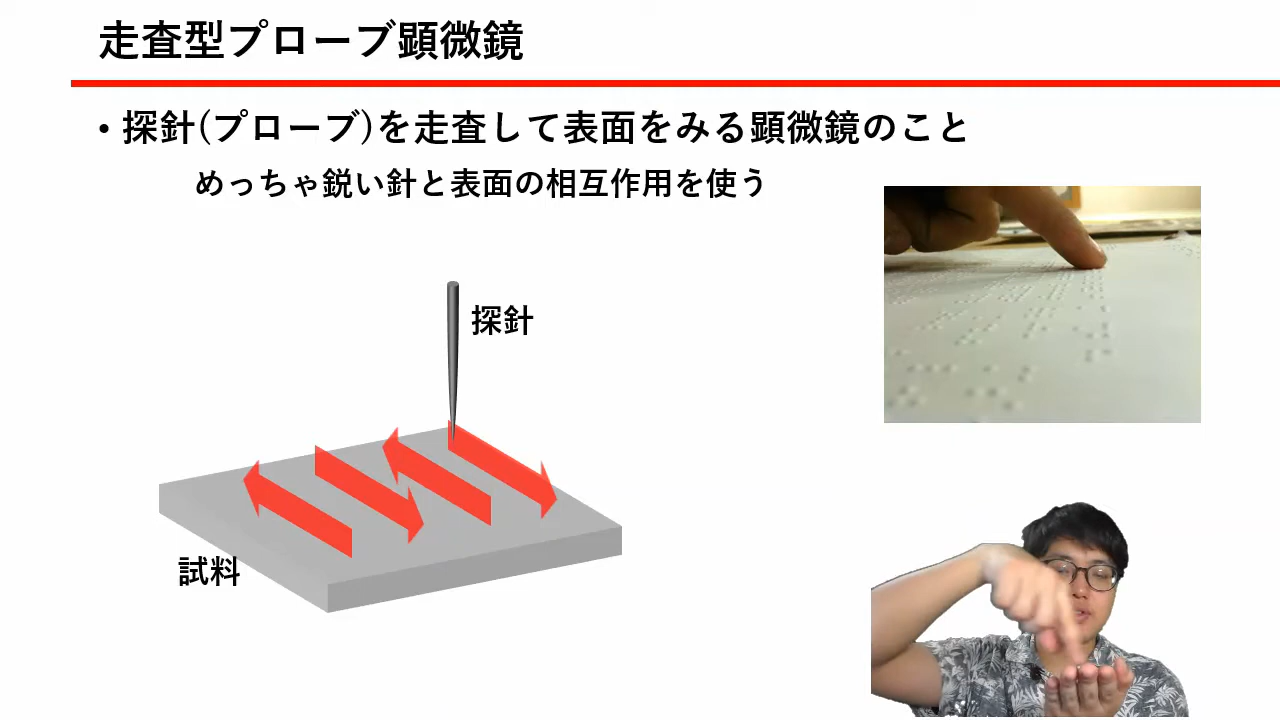 走査型プローブ顕微鏡
• 探針(プローブ)を走査して表面をみる顕微鏡のこと
めっちゃ鋭い針と表面の相互作用を使う
探針
試料